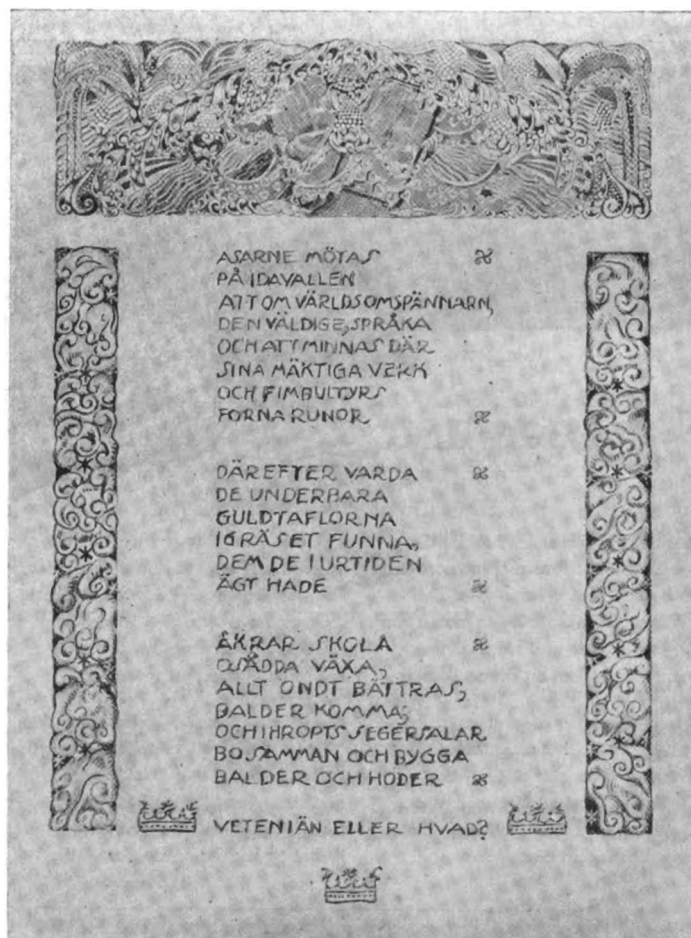 ASARNE MÖTAS
PÅ IDAVALLEN
ATT OM VÄRLDSOMSPÄNNARN,
DEN VÄLDIGE, SPRÅKA
OCH ATT MINNAS DÄR
SINA MÄKTIGA VERK
OCH FIMBULTYRS
FORNA RUNOR
DÄREFTER VARDA
DE UNDERBARA
GULDTAFLORNA
I GRÄSET FUNNA,
DEM DE I URTIDEN
ÄGT HADE
ÅKRAR SKOLA
OSÅDDA VÄXA,
ALLT ONDT BÄTTRAS,
BALDER KOMMA;
OCH I HROPTS SEGERSALAR
BO SAMMAN OCH BYGGA
BALDER OCH HODER
VETEN I ÄN ELLER HVAD?